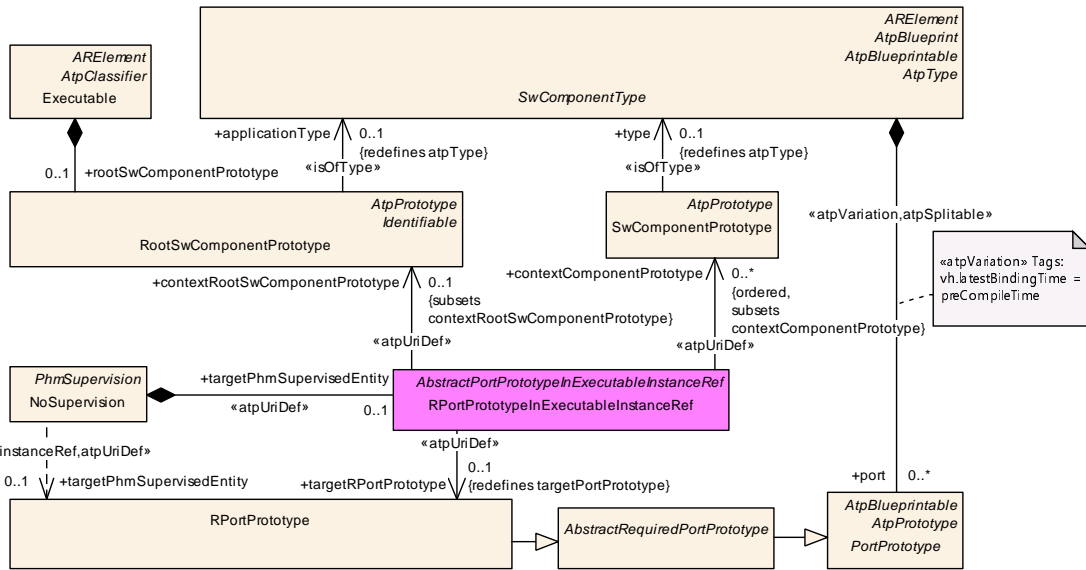 ARElement
AtpClassifier
Executable
ARElement
AtpBlueprint
AtpBlueprintable
AtpType
SwComponentType
+applicationType
0..1
{redefines atpType}
«isOfType»
+type
0..1
{redefines atpType}
«isOfType»
0..1
+rootSwComponentPrototype
AtpPrototype
Identifiable
RootSwComponentPrototype
AtpPrototype
SwComponentPrototype
«atpVariation,atpSplitable»
«atpVariation» Tags:
vh.latestBindingTime =
preCompileTime
+contextRootSwComponentPrototype
0..1
{subsets
contextRootSwComponentPrototype}
«atpUriDef»
+contextComponentPrototype
0..*
{ordered,
subsets
contextComponentPrototype}
«atpUriDef»
PhmSupervision
NoSupervision
+targetPhmSupervisedEntity
«atpUriDef»
0..1
AbstractPortPrototypeInExecutableInstanceRef
RPortPrototypeInExecutableInstanceRef
instanceRef,atpUriDef»
0..1
+targetPhmSupervisedEntity
«atpUriDef»
0..1
+targetRPortPrototype
{redefines targetPortPrototype}
+port
0..*
RPortPrototype
AbstractRequiredPortPrototype
AtpBlueprintable
AtpPrototype
PortPrototype